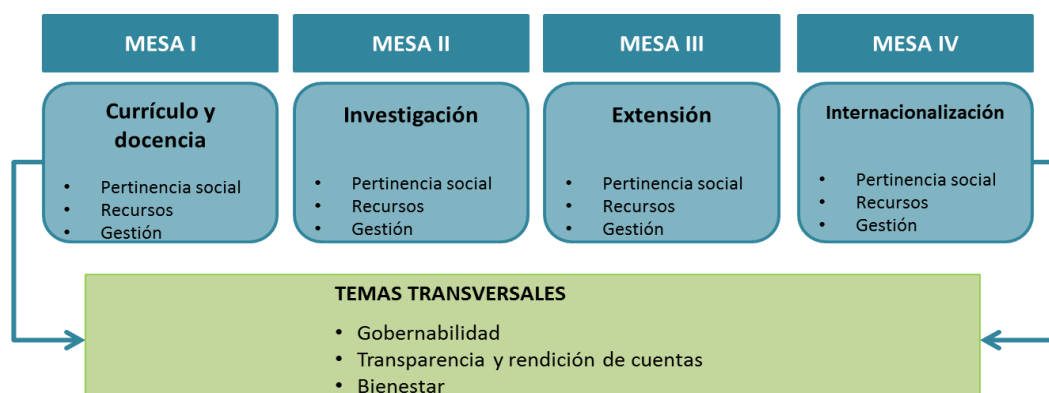 MESA I
MESA II
MESA III
MESA IV
Currículo y
docencia
• Pertinencia social
• Recursos
• Gestión
Investigación
• Pertinencia social
• Recursos
• Gestión
Extensión
• Pertinencia social
• Recursos
• Gestión
Internacionalización
• Pertinencia social
• Recursos
• Gestión
TEMAS TRANSVERSALES
• Gobernabilidad
• Transparencia y rendición de cuentas
• Bienestar